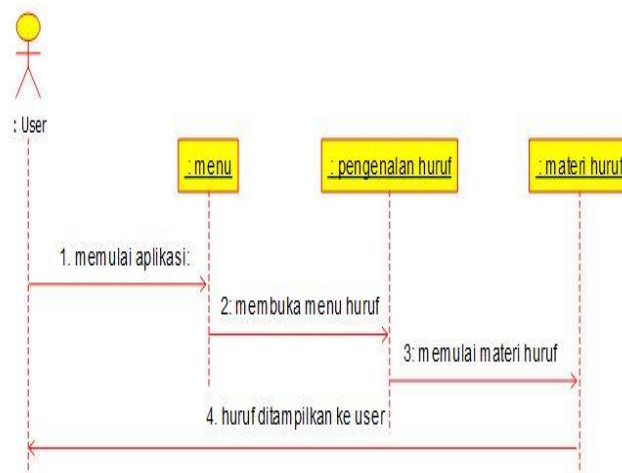 : User
: menu
: pengenalan huruf
: materi huruf
1. memulai aplikasi:
2: membuka menu huruf
3: memulai materi huruf
4. huruf ditampilkan ke user